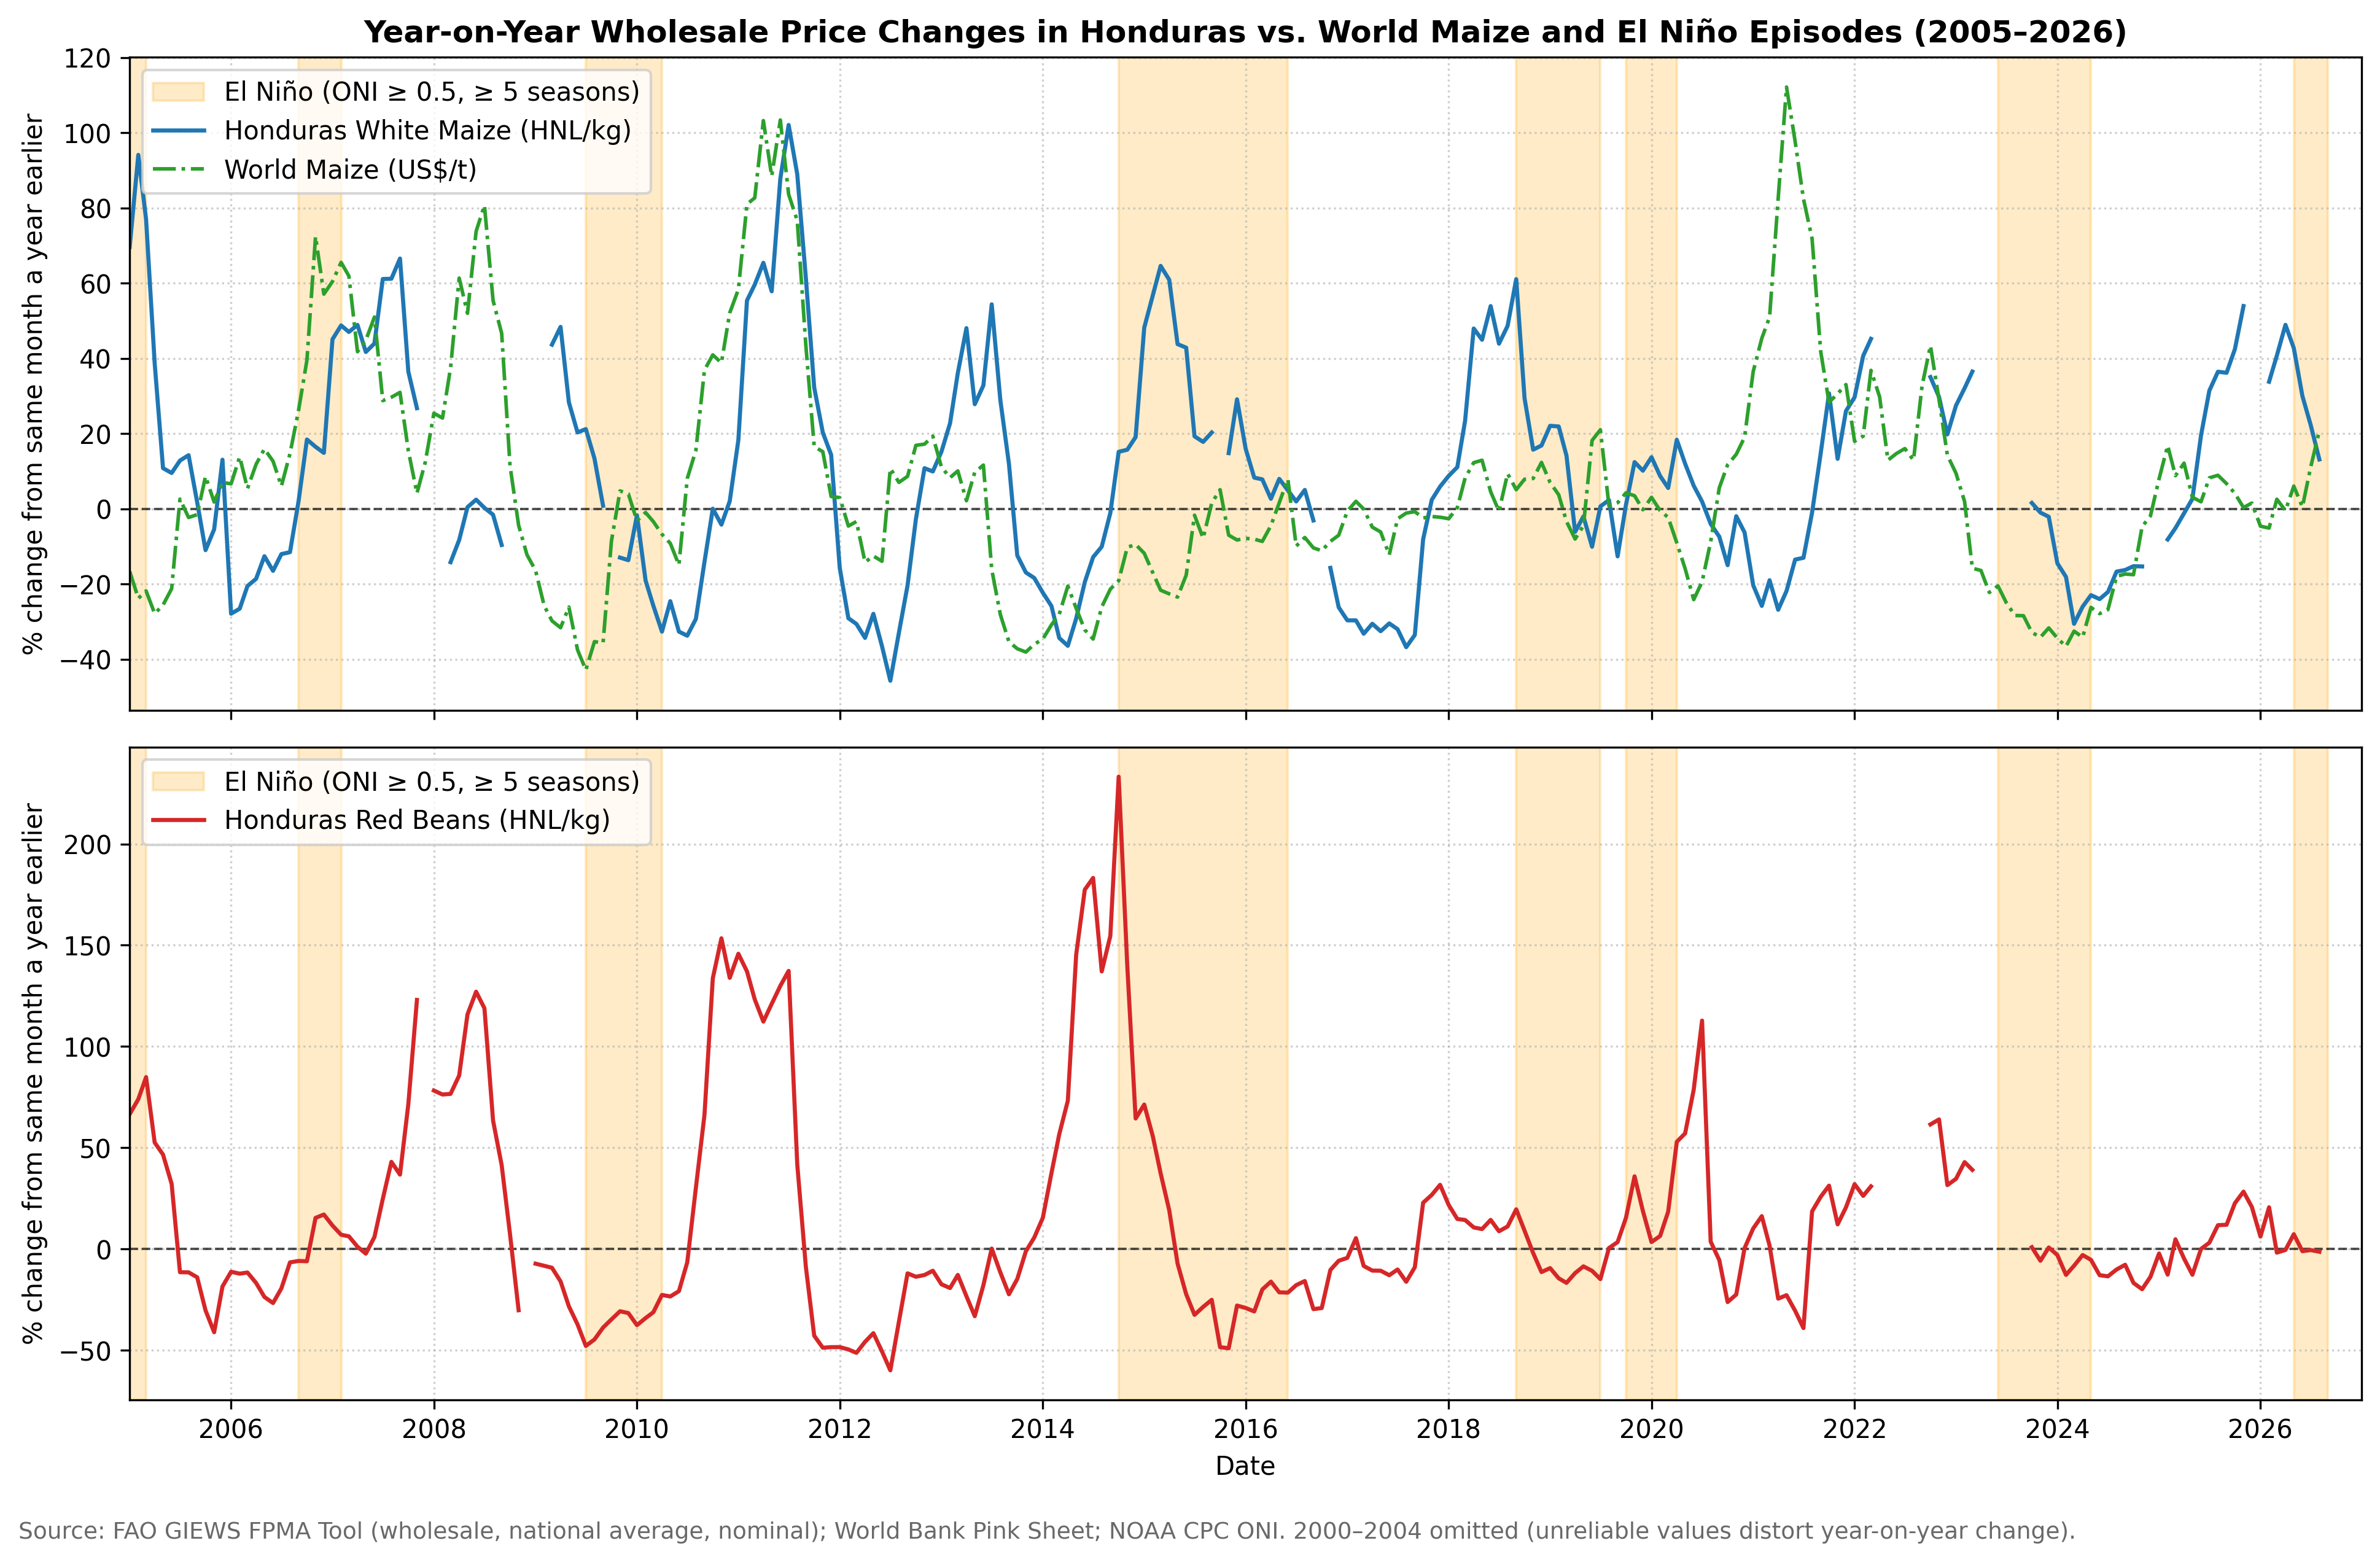 Year-on-Year Wholesale Price Changes in Honduras vs. World Maize and El Niño Episodes (2005–2026)
% change from same month a year earlier
120
100
80
60
40
20
0
−20
−40
El Niño (ONI ≥ 0.5, ≥ 5 seasons)
Honduras White Maize (HNL/kg)
World Maize (US$/t)
% change from same month a year earlier
200
150
100
50
0
−50
El Niño (ONI ≥ 0.5, ≥ 5 seasons)
Honduras Red Beans (HNL/kg)
2006 2008 2010 2012 2014 2016 2018 2020 2022 2024 2026
Date
Source: FAO GIEWS FPMA Tool (wholesale, national average, nominal); World Bank Pink Sheet; NOAA CPC ONI. 2000–2004 omitted (unreliable values distort year-on-year change).